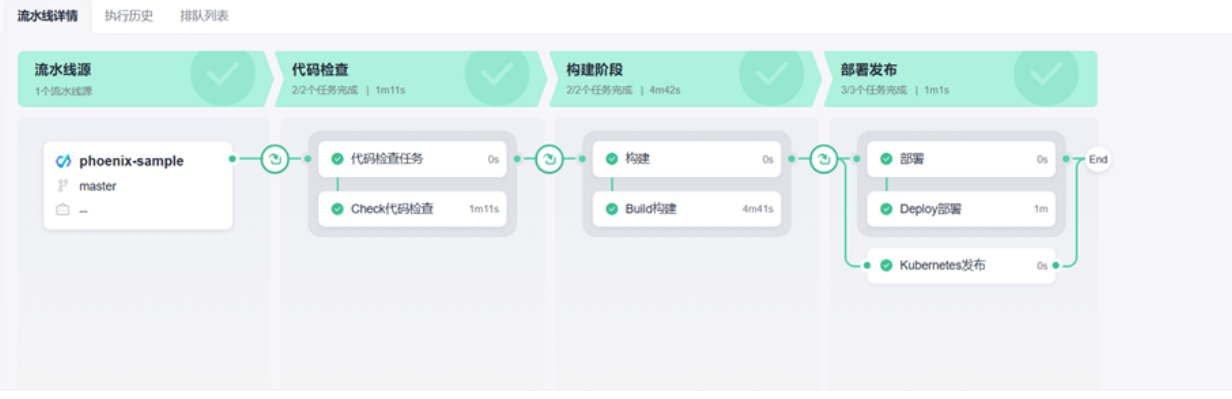 流水线详情 执行历史 排队列表
流水线源 代码检查 构建阶段 部署发布
1个流水线源 2/2个任务完成 | 1m11s 2/2个任务完成 | 4m42s 3/3个任务完成 | 1m1s
phoenix-sample 代码检查任务 0s 构建 0s 部署 0s End
master
-- Check代码检查 1m11s Build构建 4m41s Deploy部署 1m
Kubernetes发布 0s